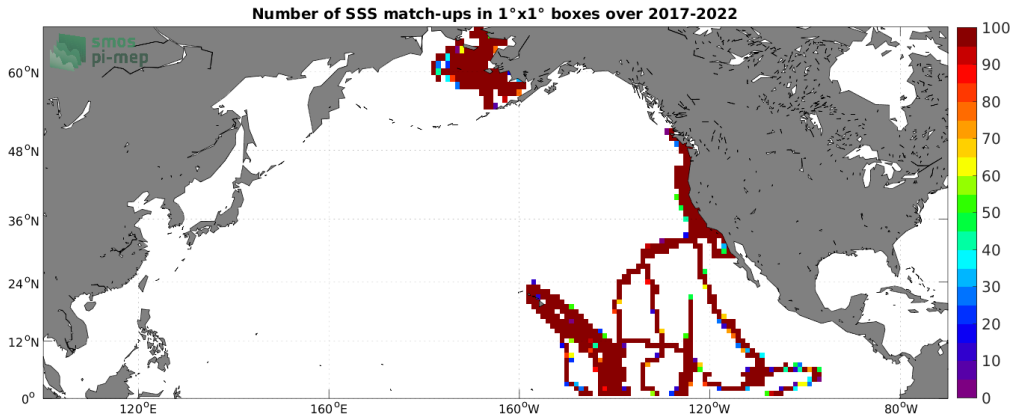 Number of SSS match-ups in 1°x1° boxes over 2017-2022
smos
pi-mep
60°N
48°N
36°N
24°N
12°N
0°
120°E
160°E
160°W
120°W
80°W
100
90
80
70
60
50
40
30
20
10
0